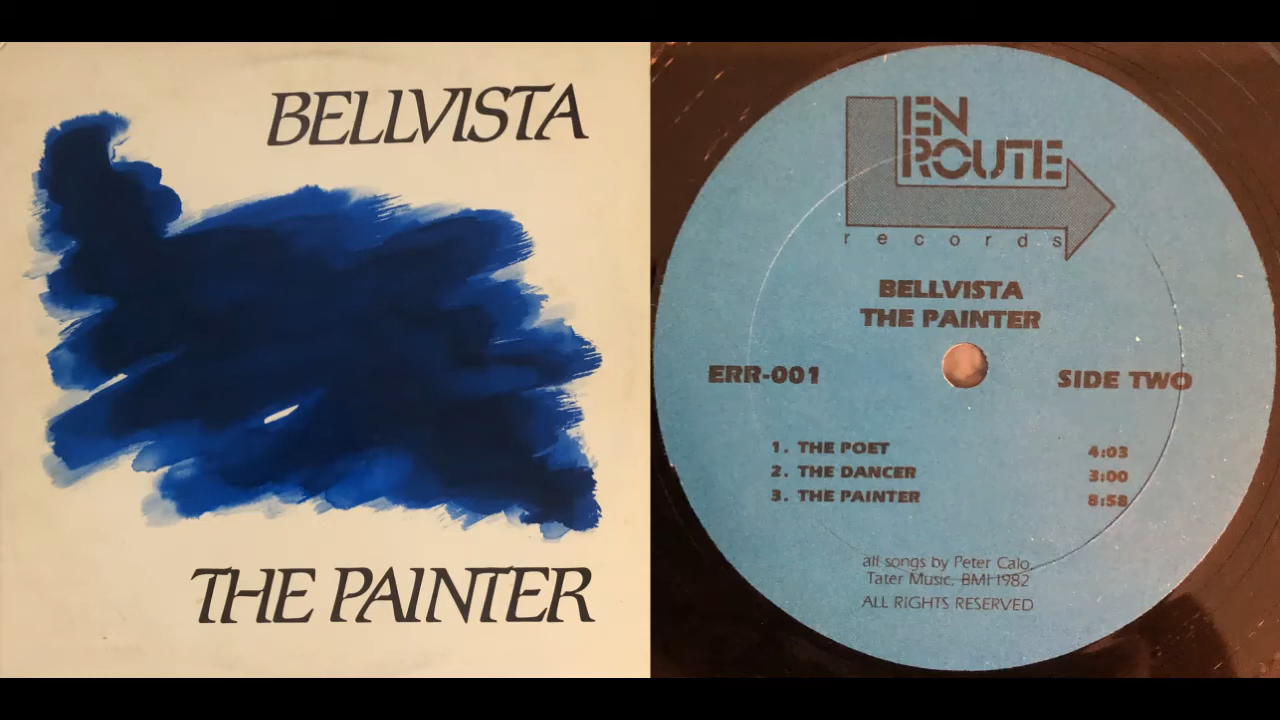 BELLVISTA
THE PAINTER
EN
ROUTE
records
BELLVISTA
THE PAINTER
ERR-001
SIDE TWO
1. THE POET 4:03
2. THE DANCER 3:00
3. THE PAINTER 8:58
all songs by Peter Calo,
Tater Music, BMI 1982
ALL RIGHTS RESERVED